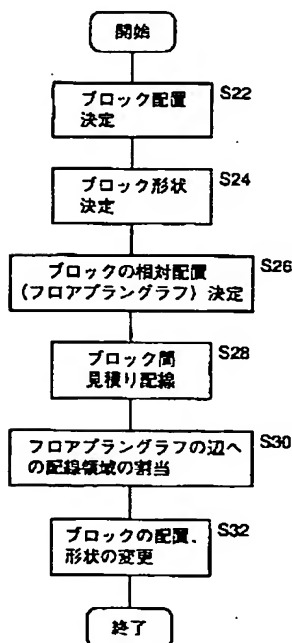 開始
S22
ブロック配置
決定
S24
ブロック形状
決定
S26
ブロックの相対配置
(フロアプラングラフ) 決定
S28
ブロック間
見積り配線
S30
フロアプラングラフの辺へ
の配線領域の割当
S32
ブロックの配置、
形状の変更
終了